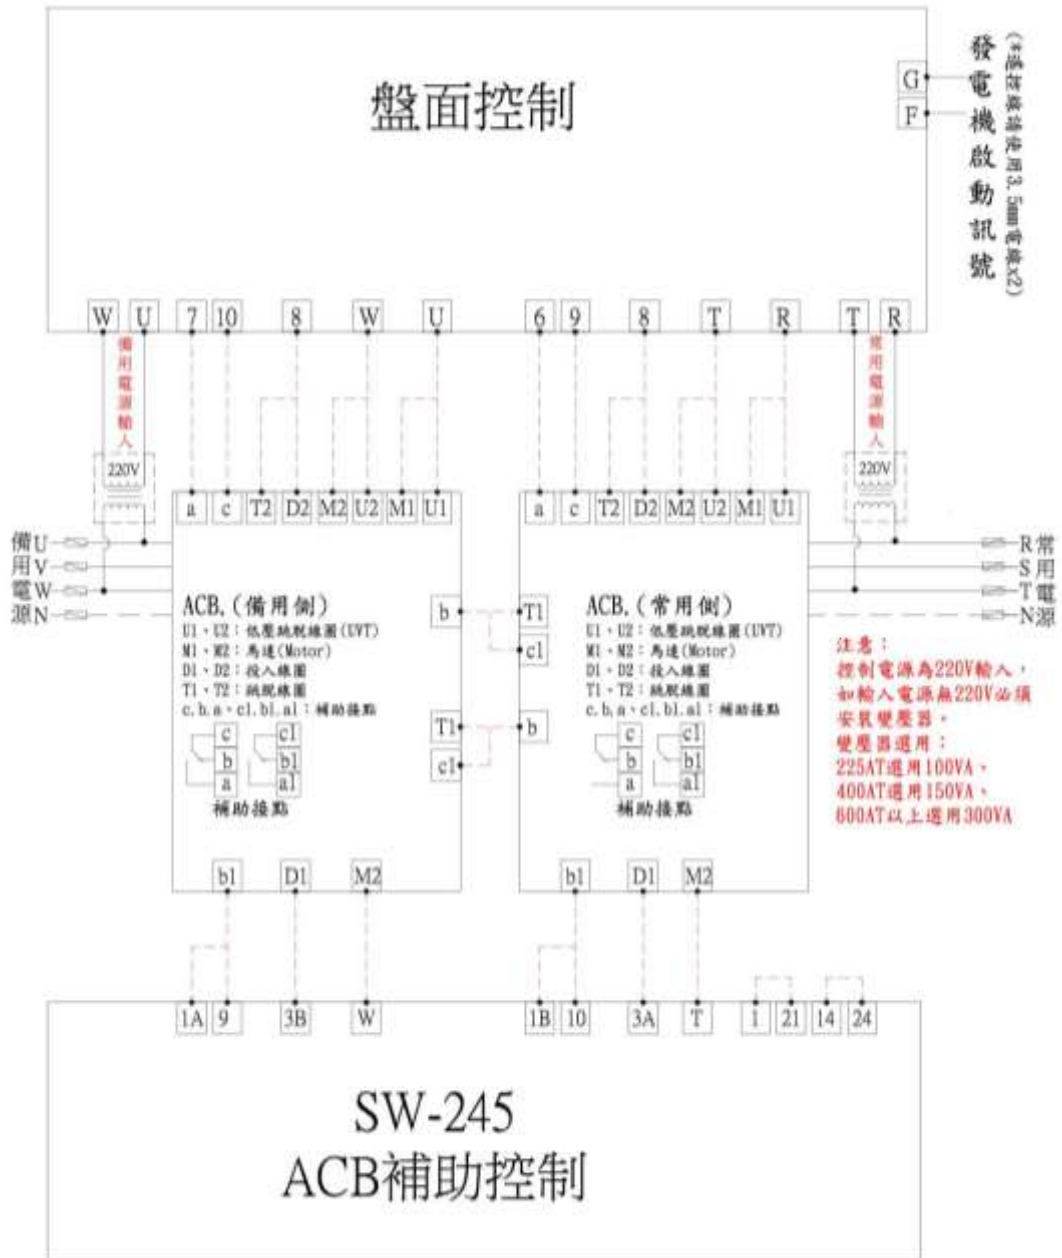 盤面控制
G
F
發電機啟動訊號
(*遙控線請使用3.5mm電線x2)
W U 7 10 8 W U 6 9 8 T R T R
備用電源輸入
常用電源輸入
220V
220V
a c T2 D2 M2 U2 M1 U1
a c T2 D2 M2 U2 M1 U1
備用電源
U
V
W
N
R
S
T
N
常用電源
ACB.(備用側)
U1、U2：低壓跳脫線圈(UVT)
M1、M2：馬達(Motor)
D1、D2：投入線圈
T1、T2：跳脫線圈
c.b.a、c1.b1.a1：補助接點
c c1
b b1
a a1
補助接點
b
T1
c1
T1
c1
b
ACB.(常用側)
U1、U2：低壓跳脫線圈(UVT)
M1、M2：馬達(Motor)
D1、D2：投入線圈
T1、T2：跳脫線圈
c.b.a、c1.b1.a1：補助接點
c c1
b b1
a a1
補助接點
注意：
控制電源為220V輸入，
如輸入電源無220V必須
安裝變壓器。
變壓器選用：
225AT選用100VA、
400AT選用150VA、
600AT以上選用300VA
b1 D1 M2
b1 D1 M2
1A 9 3B W 1B 10 3A T 1 21 14 24
SW-245
ACB補助控制